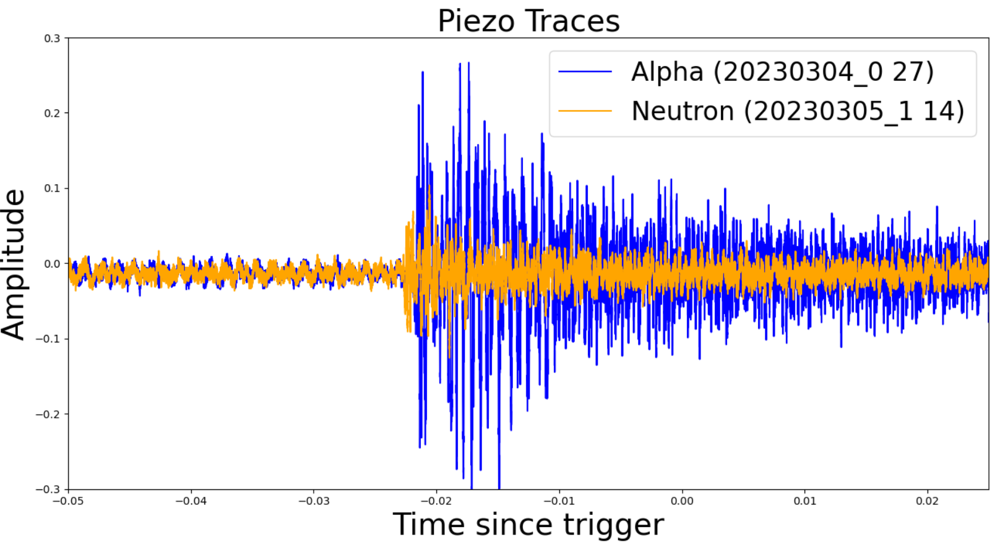 Piezo Traces
Alpha (20230304_0 27)
Neutron (20230305_1 14)
Amplitude
0.3
0.2
0.1
0.0
−0.1
−0.2
−0.3
−0.05 −0.04 −0.03 −0.02 −0.01 0.00 0.01 0.02
Time since trigger